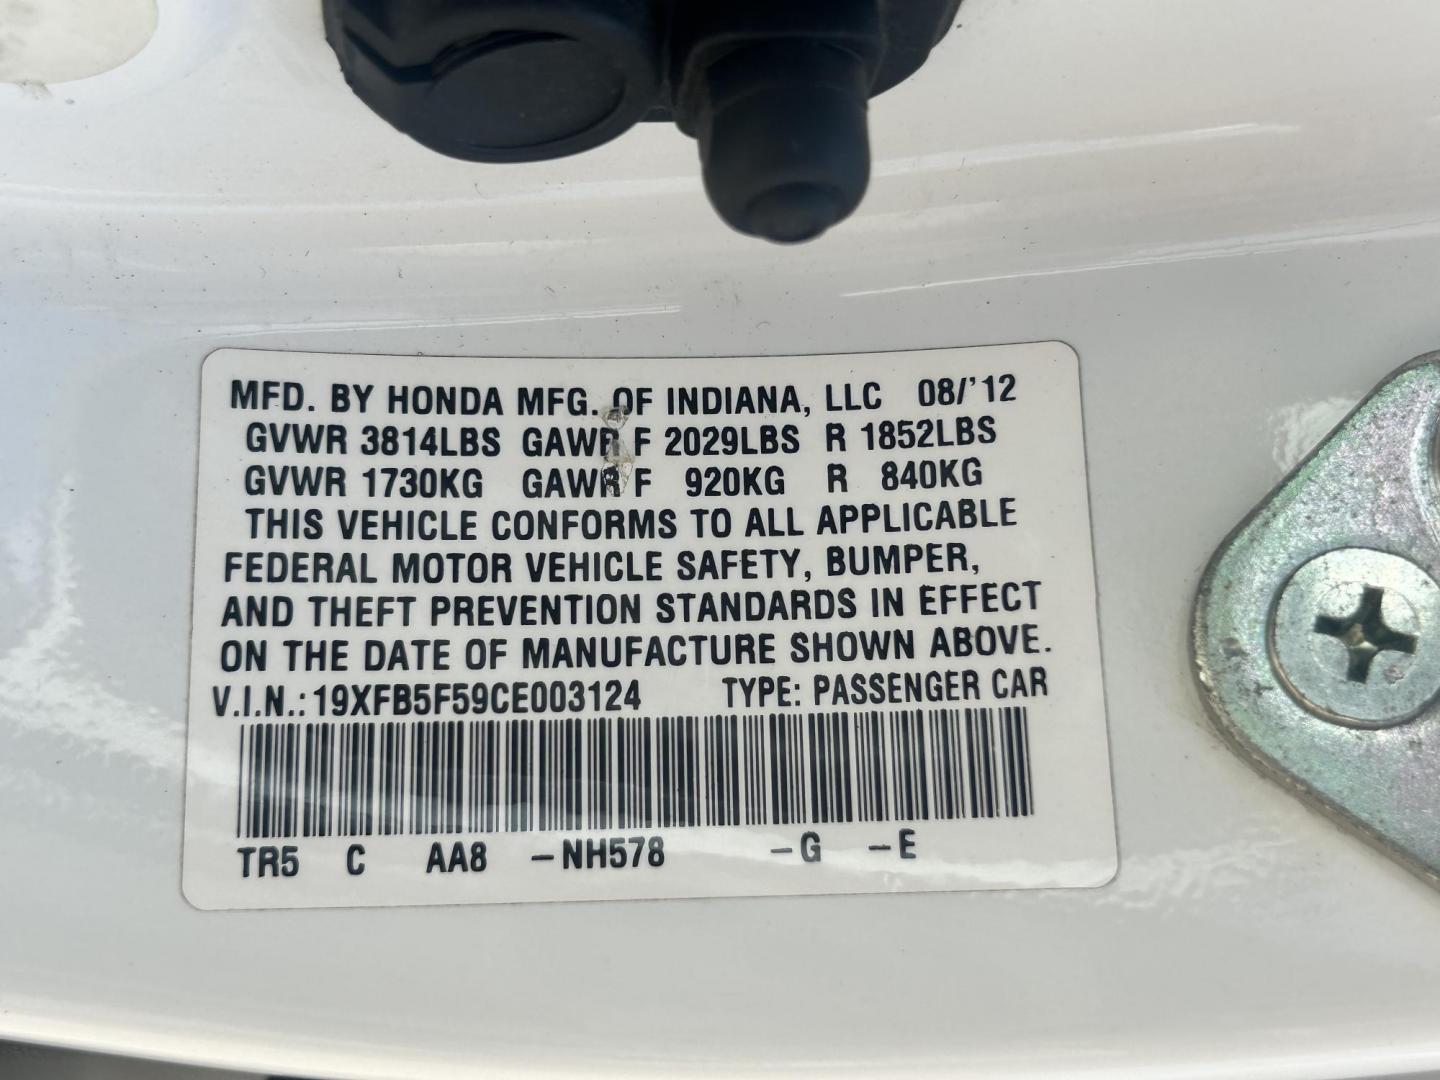 MFD. BY HONDA MFG. OF INDIANA, LLC 08/'12
GVWR 3814LBS GAWR F 2029LBS R 1852LBS
GVWR 1730KG GAWR F 920KG R 840KG
THIS VEHICLE CONFORMS TO ALL APPLICABLE
FEDERAL MOTOR VEHICLE SAFETY, BUMPER,
AND THEFT PREVENTION STANDARDS IN EFFECT
ON THE DATE OF MANUFACTURE SHOWN ABOVE.
V.I.N.: 19XFB5F59CE003124 TYPE: PASSENGER CAR
TR5 C AA8 -NH578 -G -E